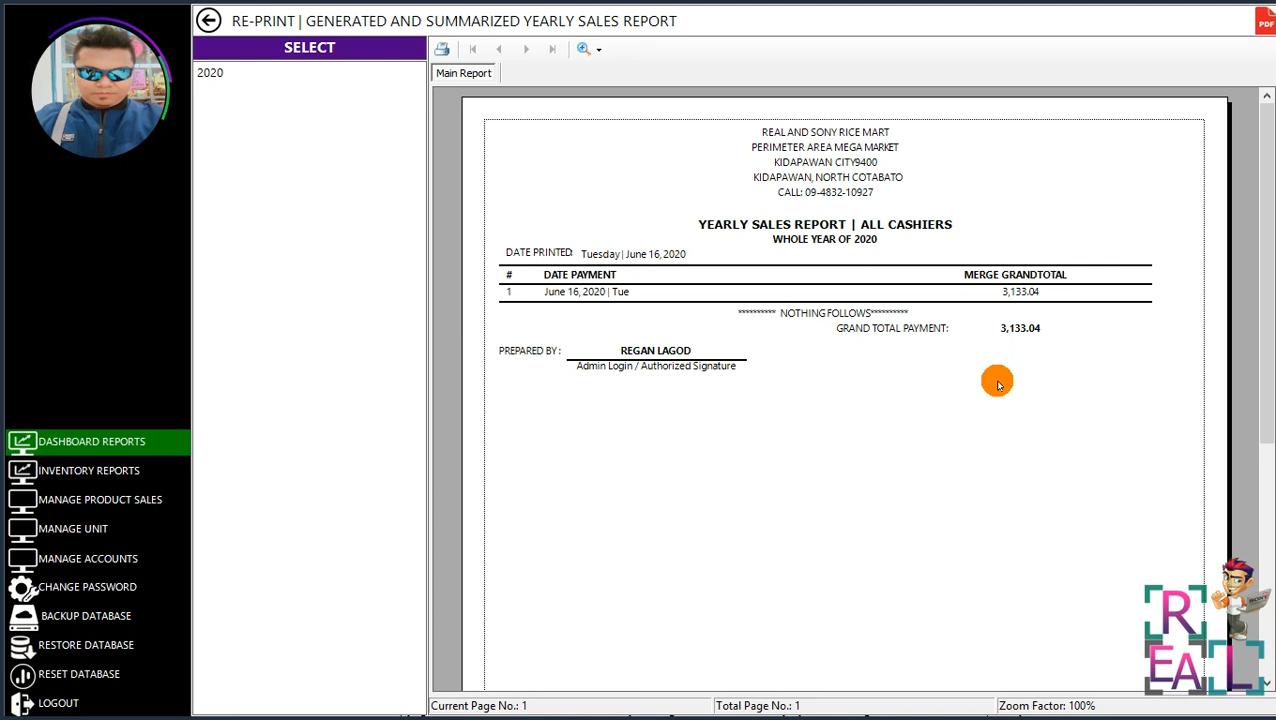 RE-PRINT | GENERATED AND SUMMARIZED YEARLY SALES REPORT
PDF
SELECT
2020
Main Report
REAL AND SONY RICE MART
PERIMETER AREA MEGA MARKET
KIDAPAWAN CITY9400
KIDAPAWAN, NORTH COTABATO
CALL: 09-4832-10927
YEARLY SALES REPORT | ALL CASHIERS
WHOLE YEAR OF 2020
DATE PRINTED: Tuesday | June 16, 2020
# DATE PAYMENT MERGE GRANDTOTAL
1 June 16, 2020 | Tue 3,133.04
********** NOTHING FOLLOWS**********
GRAND TOTAL PAYMENT: 3,133.04
PREPARED BY : REGAN LAGOD
Admin Login / Authorized Signature
DASHBOARD REPORTS
INVENTORY REPORTS
MANAGE PRODUCT SALES
MANAGE UNIT
MANAGE ACCOUNTS
CHANGE PASSWORD
BACKUP DATABASE
RESTORE DATABASE
RESET DATABASE
LOGOUT
R
EA L
Current Page No.: 1 Total Page No.: 1 Zoom Factor: 100%